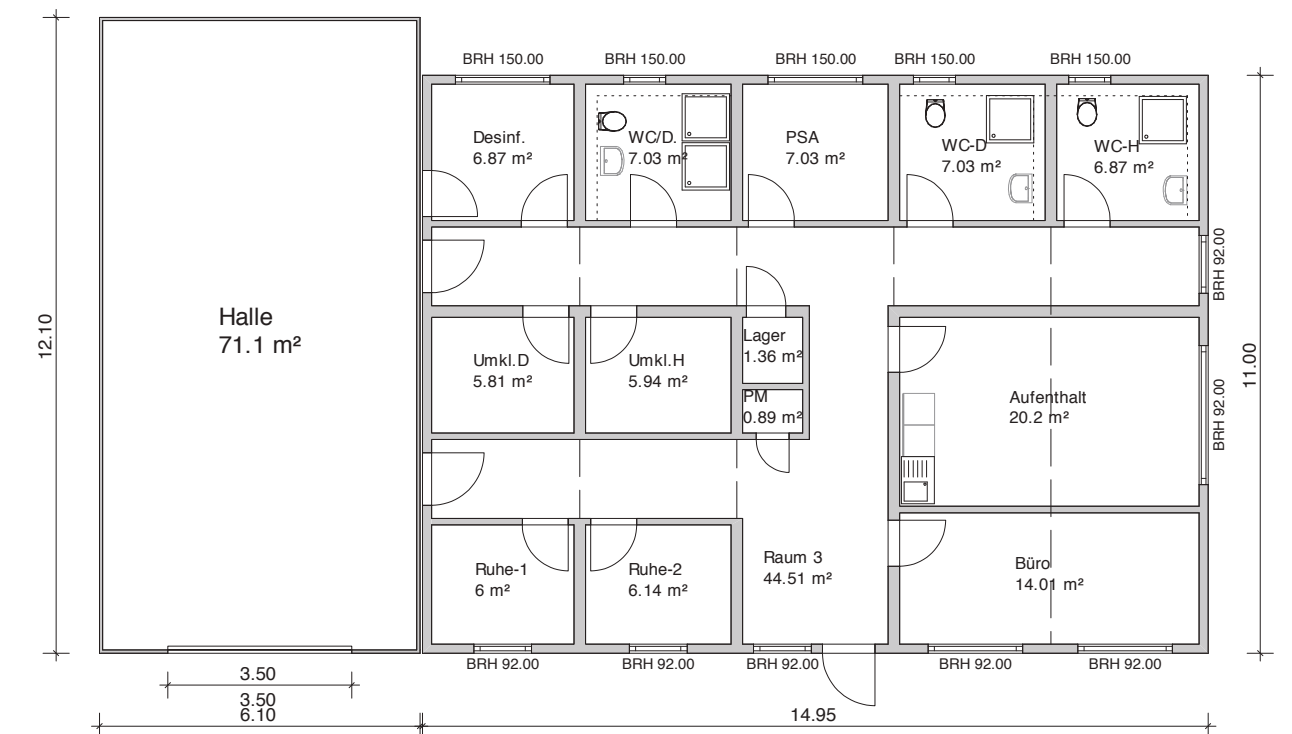 BRH 150.00
BRH 150.00
BRH 150.00
BRH 150.00
BRH 150.00
Desinf.
6.87 m²
WC/D.
7.03 m²
PSA
7.03 m²
WC-D
7.03 m²
WC-H
6.87 m²
BRH 92.00
12.10
Halle
71.1 m²
Lager
1.36 m²
Umkl.D
5.81 m²
Umkl.H
5.94 m²
PM
0.89 m²
Aufenthalt
20.2 m²
BRH 92.00
11.00
Ruhe-1
6 m²
Ruhe-2
6.14 m²
Raum 3
44.51 m²
Büro
14.01 m²
BRH 92.00
BRH 92.00
BRH 92.00
BRH 92.00
BRH 92.00
3.50
3.50
6.10
14.95